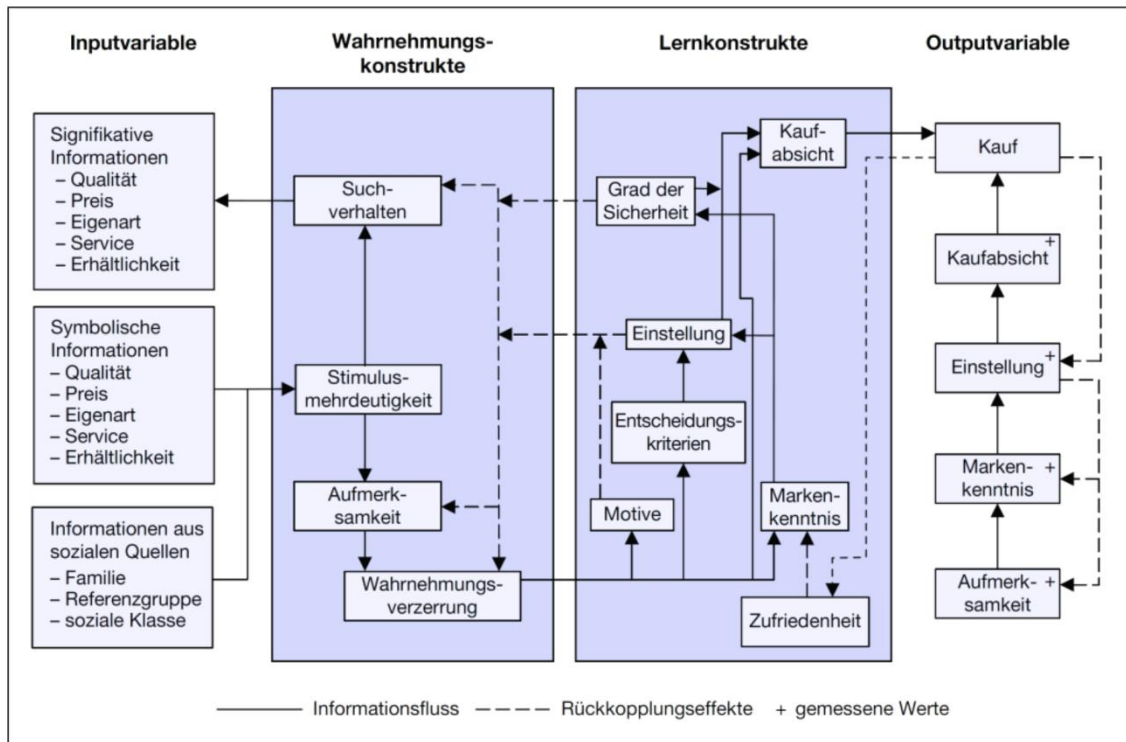 Inputvariable
Wahrnehmungs-
konstrukte
Lernkonstrukte
Outputvariable
Signifikative
Informationen
– Qualität
– Preis
– Eigenart
– Service
– Erhältlichkeit
Symbolische
Informationen
– Qualität
– Preis
– Eigenart
– Service
– Erhältlichkeit
Informationen aus
sozialen Quellen
– Familie
– Referenzgruppe
– soziale Klasse
Such-
verhalten
Stimulus-
mehrdeutigkeit
Aufmerk-
samkeit
Wahrnehmungs-
verzerrung
Kauf-
absicht
Grad der
Sicherheit
Einstellung
Entscheidungs-
kriterien
Motive
Marken-
kenntnis
Zufriedenheit
Kauf
Kaufabsicht +
Einstellung +
Marken- +
kenntnis
Aufmerk- +
samkeit
Informationsfluss
Rückkopplungseffekte
+ gemessene Werte